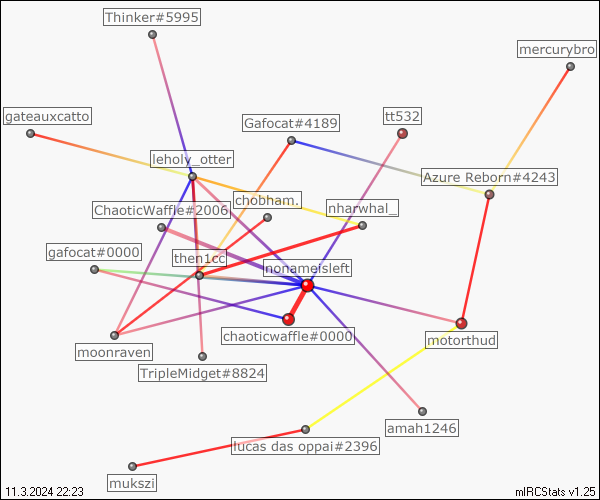 Thinker#5995
mercurybro
gateauxcatto
Gafocat#4189
tt532
leholy_otter
Azure Reborn#4243
chobham.
ChaoticWaffle#2006
nharwhal_
gafocat#0000
then1cc
nonameisleft
chaoticwaffle#0000
motorthud
moonraven
TripleMidget#8824
amah1246
lucas das oppai#2396
mukszi
11.3.2024 22:23
mIRCStats v1.25